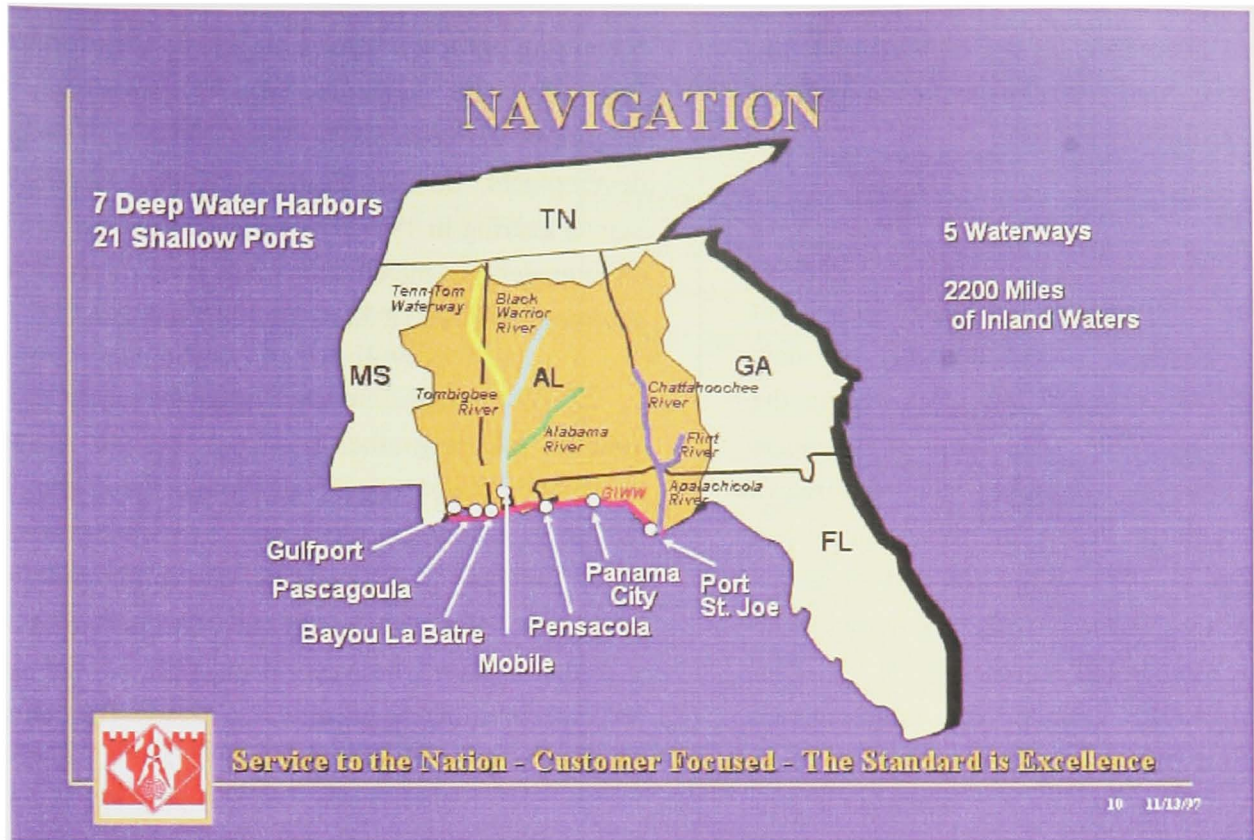 NAVIGATION
7 Deep Water Harbors
21 Shallow Ports
5 Waterways
2200 Miles
of Inland Waters
TN
Tenn-Tom
Waterway
Black
Warrior
River
MS
AL
GA
Tombigbee
River
Chattahoochee
River
Alabama
River
Flint
River
GIWW
Apalachicola
River
FL
Gulfport
Pascagoula
Bayou La Batre
Mobile
Pensacola
Panama
City
Port
St. Joe
Service to the Nation - Customer Focused - The Standard is Excellence
10 11/13/97